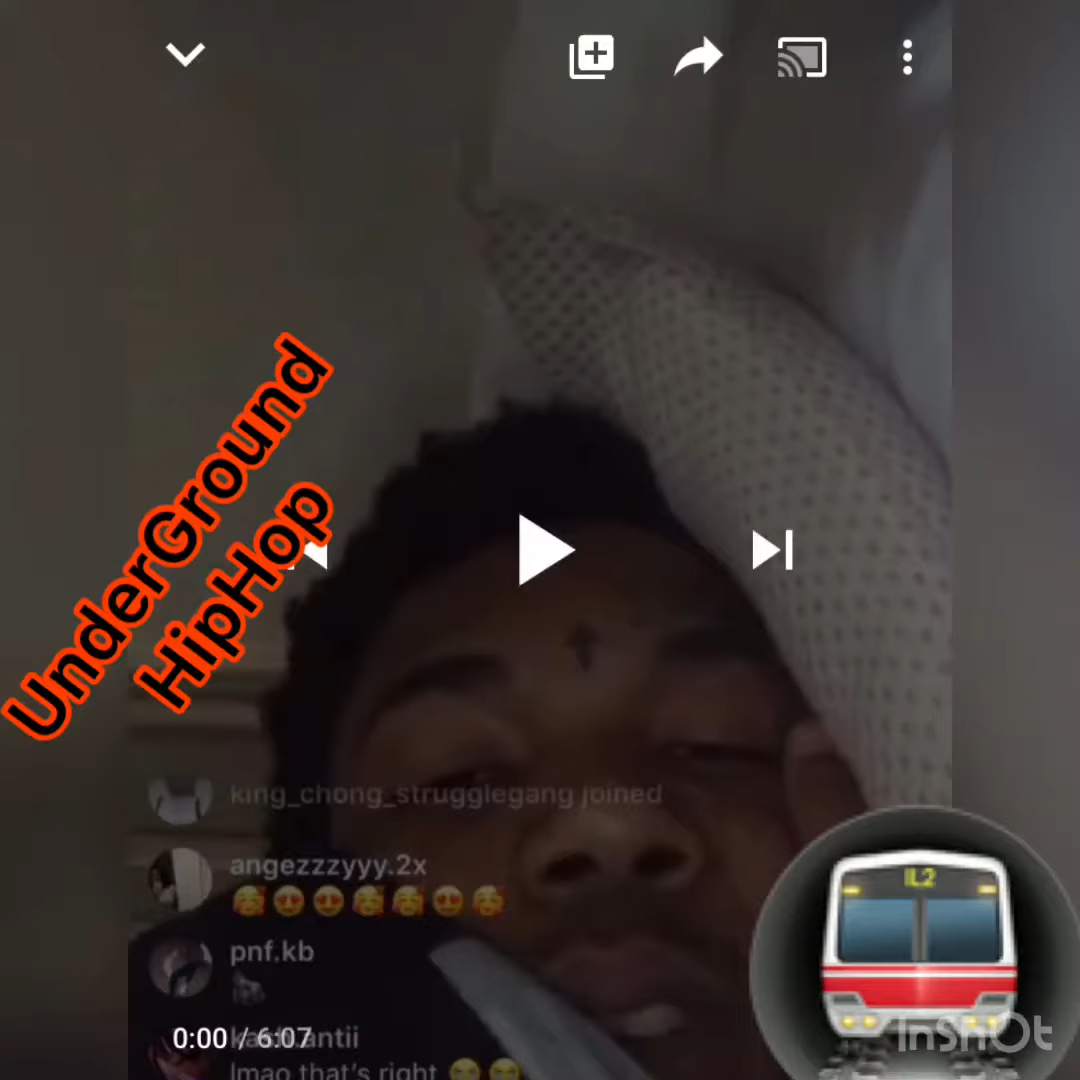 UnderGround
HipHop
king_chong_strugglegang joined
angezzzyyy.2x
pnf.kb
0:00 / 6:07
lmao that's right
IL2
InShOt